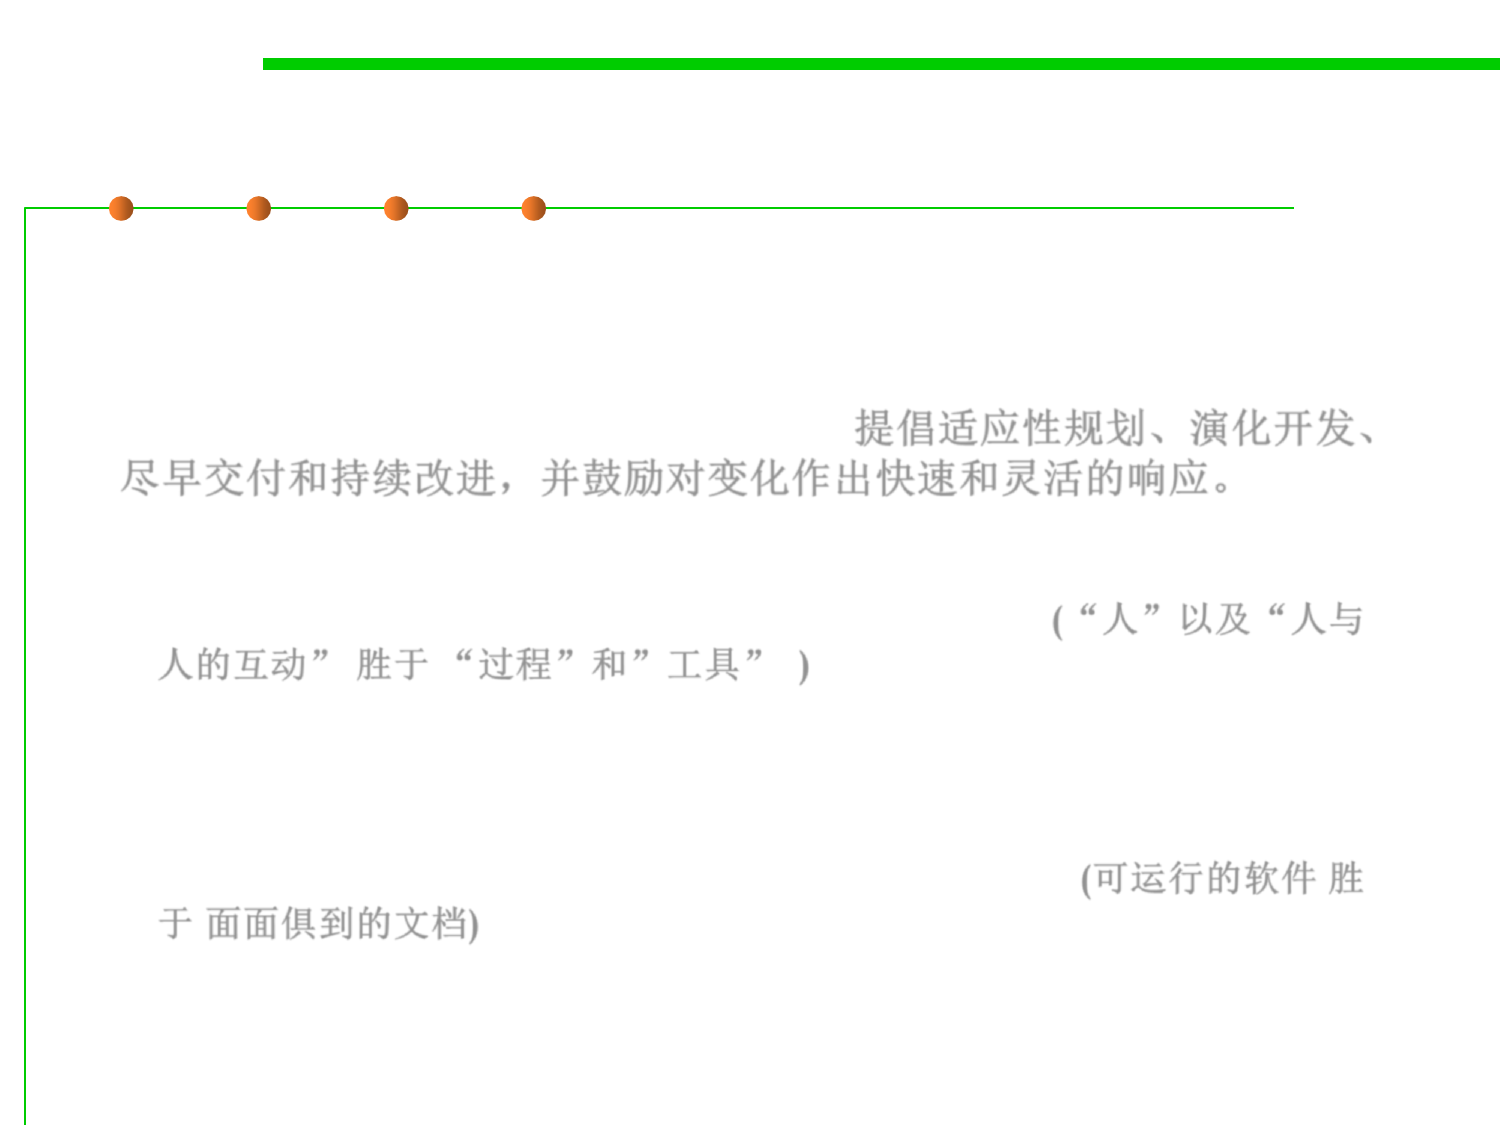 提倡适应性规划、演化开发、
尽早交付和持续改进，并鼓励对变化作出快速和灵活的响应。
(“人”以及“人与
人的互动” 胜于 “过程”和”工具” )
(可运行的软件 胜
于 面面俱到的文档)